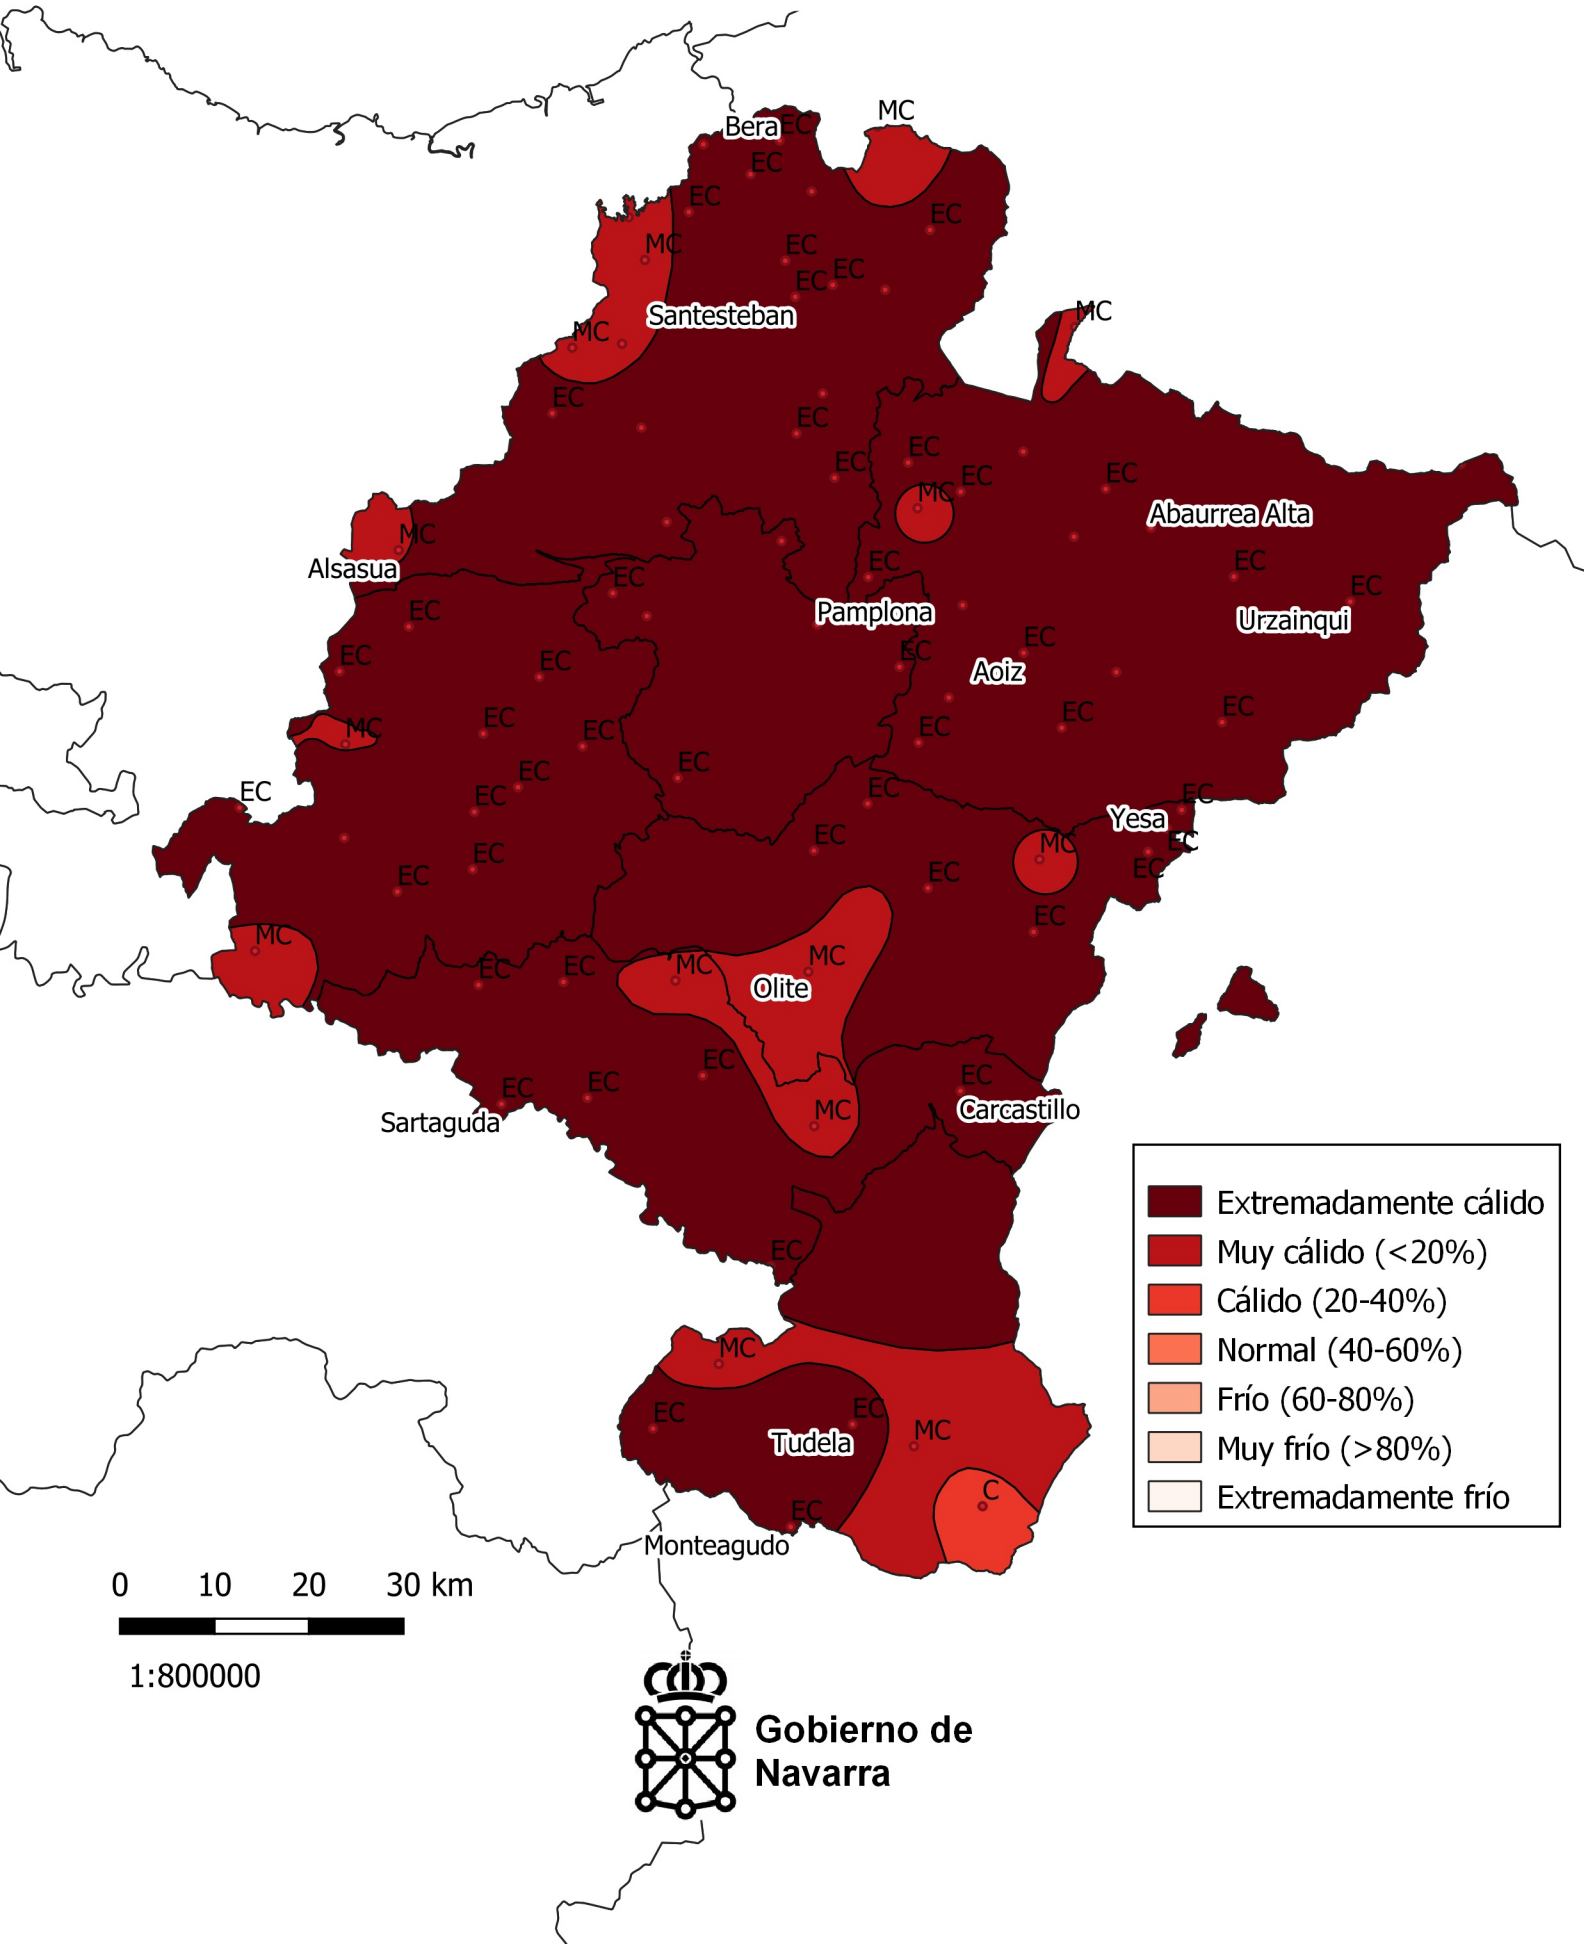 MC
Bera
EC
EC
EC
EC
MC
EC
EC
EC
Santesteban
MC
MC
EC
EC
EC
EC
EC
EC
MC
Abaurrea Alta
MC
Alsasua
EC
EC
EC
EC
Pamplona
EC
Urzainqui
EC
EC
EC
EC
EC
Aoiz
EC
EC
EC
EC
MC
EC
EC
EC
EC
EC
EC
EC
Yesa
EC
EC
MC
EC
EC
EC
EC
EC
MC
EC
EC
EC
MC
MC
Olite
EC
EC
EC
EC
MC
Carcastillo
Sartaguda
EC
MC
EC
EC
MC
Tudela
C
EC
Monteagudo
Extremadamente cálido
Muy cálido (<20%)
Cálido (20-40%)
Normal (40-60%)
Frío (60-80%)
Muy frío (>80%)
Extremadamente frío
0 10 20 30 km
1:800000
Gobierno de
Navarra